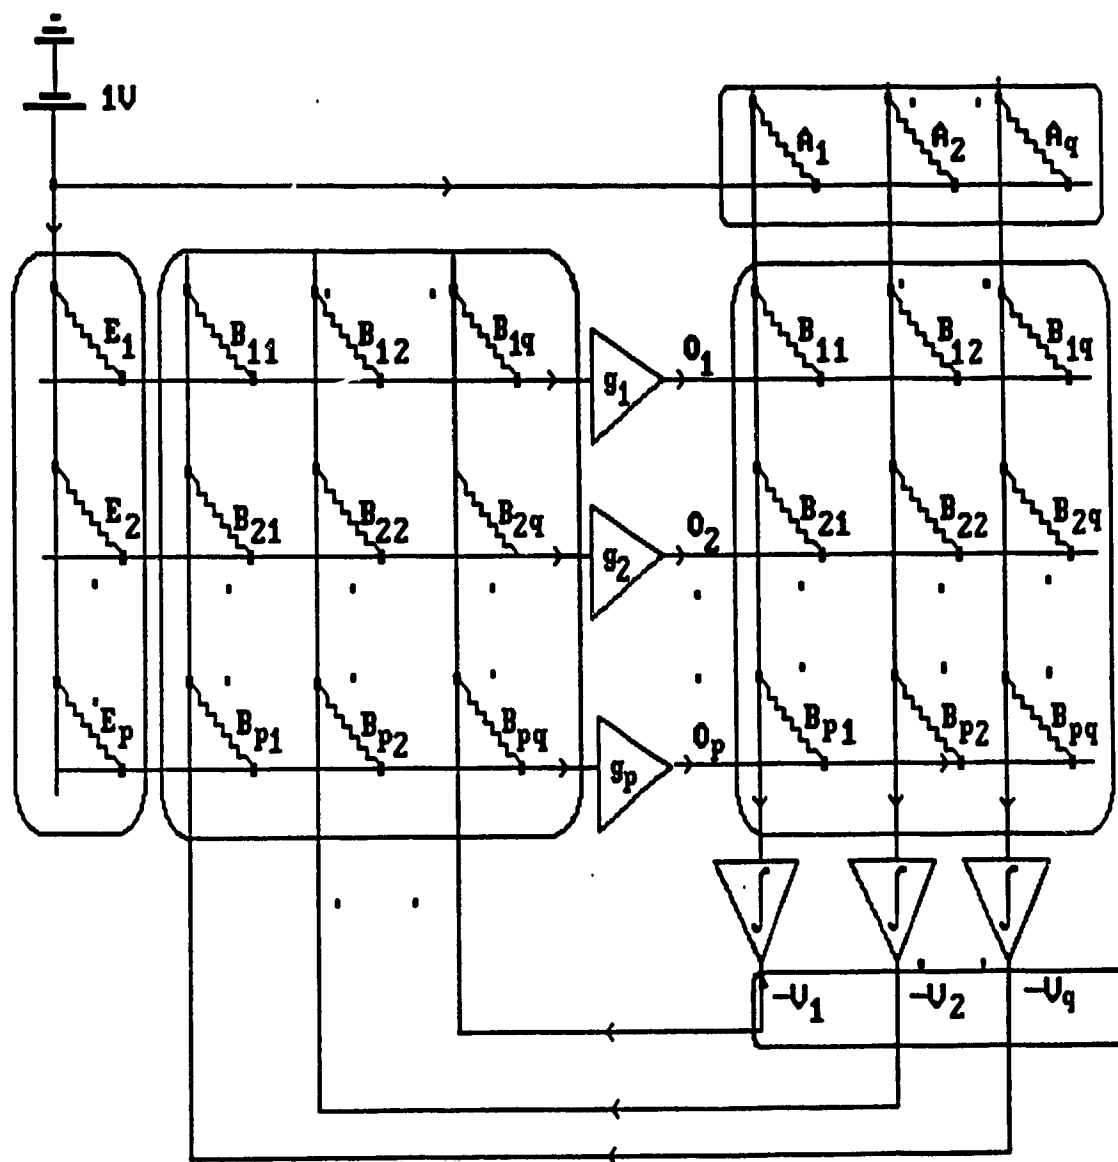 1V
A1 A2 Aq
E1 B11 B12 B1q g1 O1 B11 B12 B1q
E2 B21 B22 B2q g2 O2 B21 B22 B2q
Ep Bp1 Bp2 Bpq gp Op Bp1 Bp2 Bpq
∫ ∫ ∫
-V1 -V2 -Vq